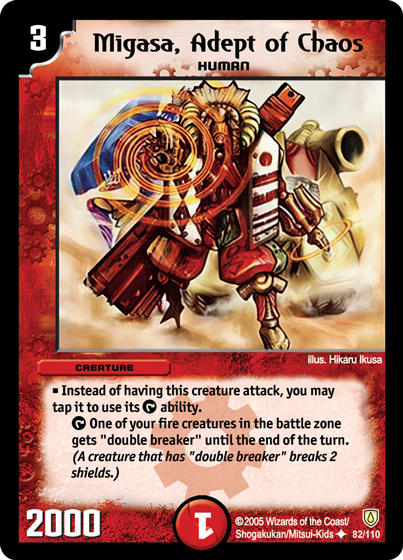 3
Migasa, Adept of Chaos
HUMAN
illus. Hikaru Ikusa
CREATURE
▪ Instead of having this creature attack, you may
tap it to use its ability.
One of your fire creatures in the battle zone
gets "double breaker" until the end of the turn.
(A creature that has "double breaker" breaks 2
shields.)
2000
1
©2005 Wizards of the Coast/
Shogakukan/Mitsui-Kids ✦ 82/110